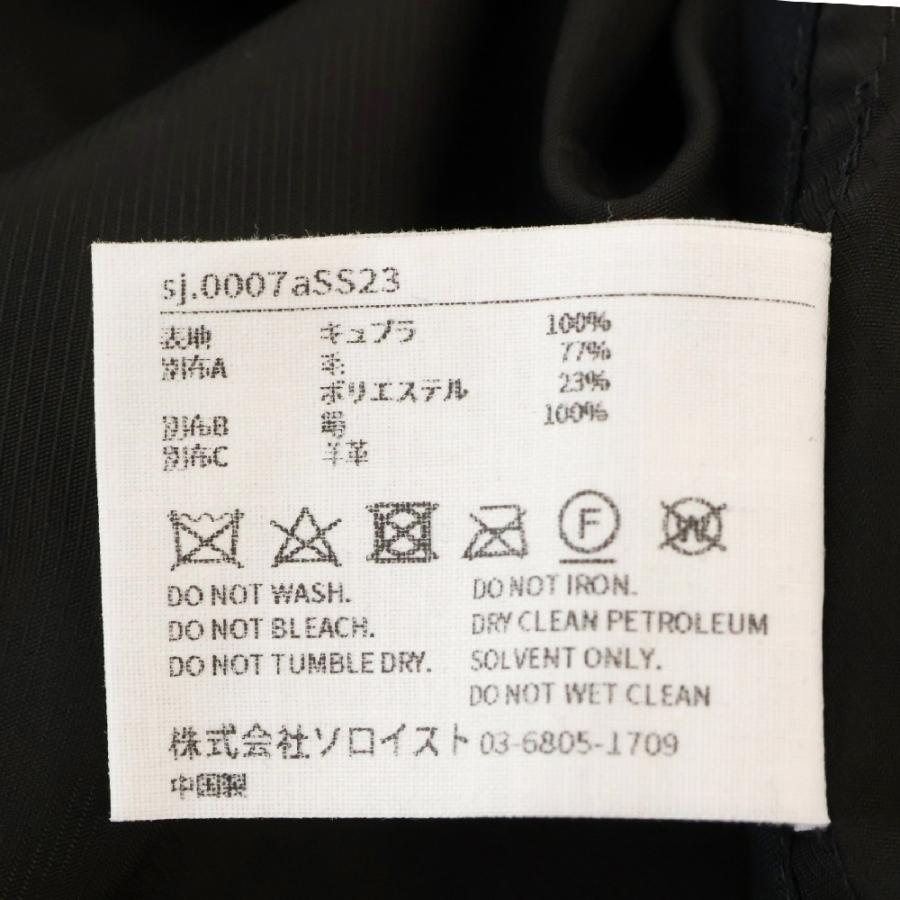 sj.0007aSS23
表地 キュプラ 100%
別布A 毛 77%
ポリエステル 23%
別布B 絹 100%
別布C 羊革
F
W
DO NOT WASH.
DO NOT BLEACH.
DO NOT TUMBLE DRY.
DO NOT IRON.
DRY CLEAN PETROLEUM
SOLVENT ONLY.
DO NOT WET CLEAN
株式会社ソロイスト 03-6805-1709
中国製